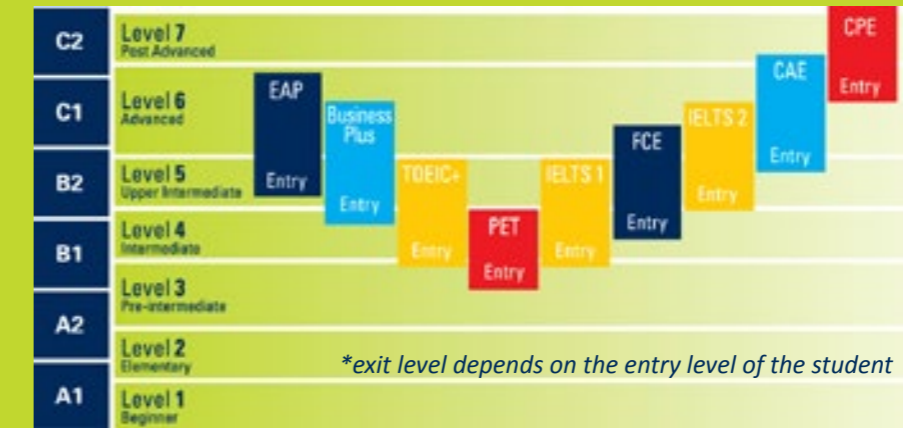 C2
Level 7
Post Advanced
C1
Level 6
Advanced
B2
Level 5
Upper Intermediate
B1
Level 4
Intermediate
Level 3
Pre-intermediate
A2
Level 2
Elementary
A1
Level 1
Beginner
EAP
Entry
Business
Plus
Entry
TOEIC+
Entry
PET
Entry
IELTS 1
Entry
FCE
Entry
IELTS 2
Entry
CAE
Entry
CPE
Entry
*exit level depends on the entry level of the student